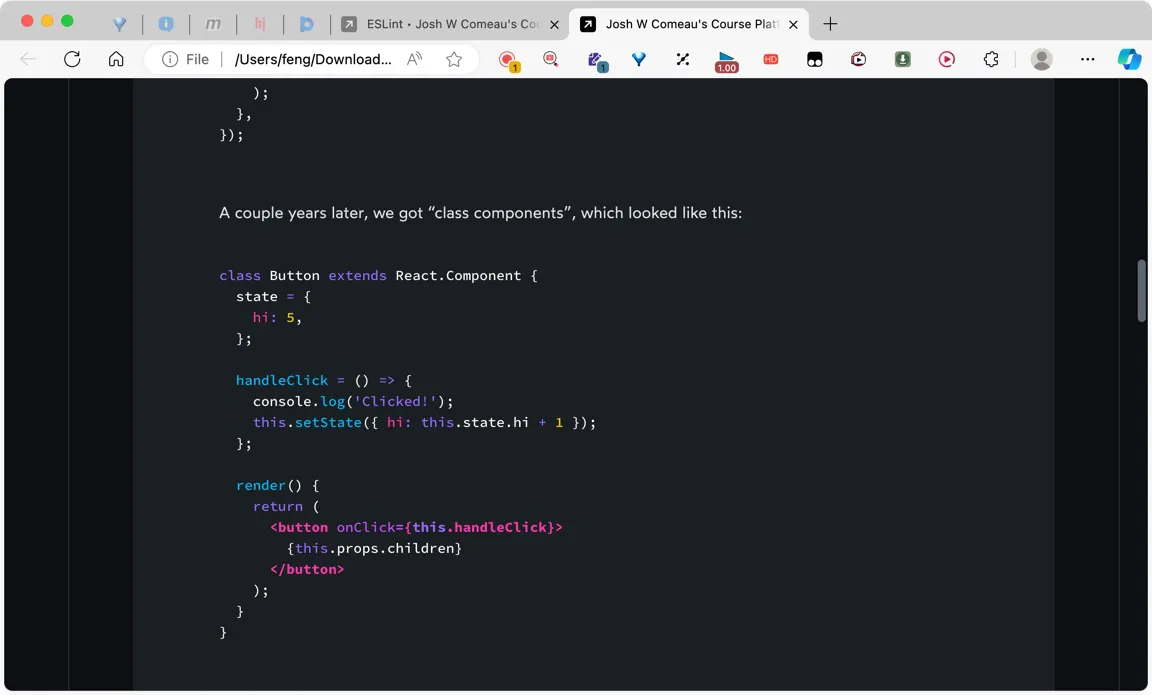 ESLint • Josh W Comeau's Co
Josh W Comeau's Course Plat
File
/Users/feng/Download...
1
1
1.00
HD
);
},
});
A couple years later, we got “class components”, which looked like this:
class Button extends React.Component {
state = {
hi: 5,
};
handleClick = () => {
console.log('Clicked!');
this.setState({ hi: this.state.hi + 1 });
};
render() {
return (
<button onClick={this.handleClick}>
{this.props.children}
</button>
);
}
}